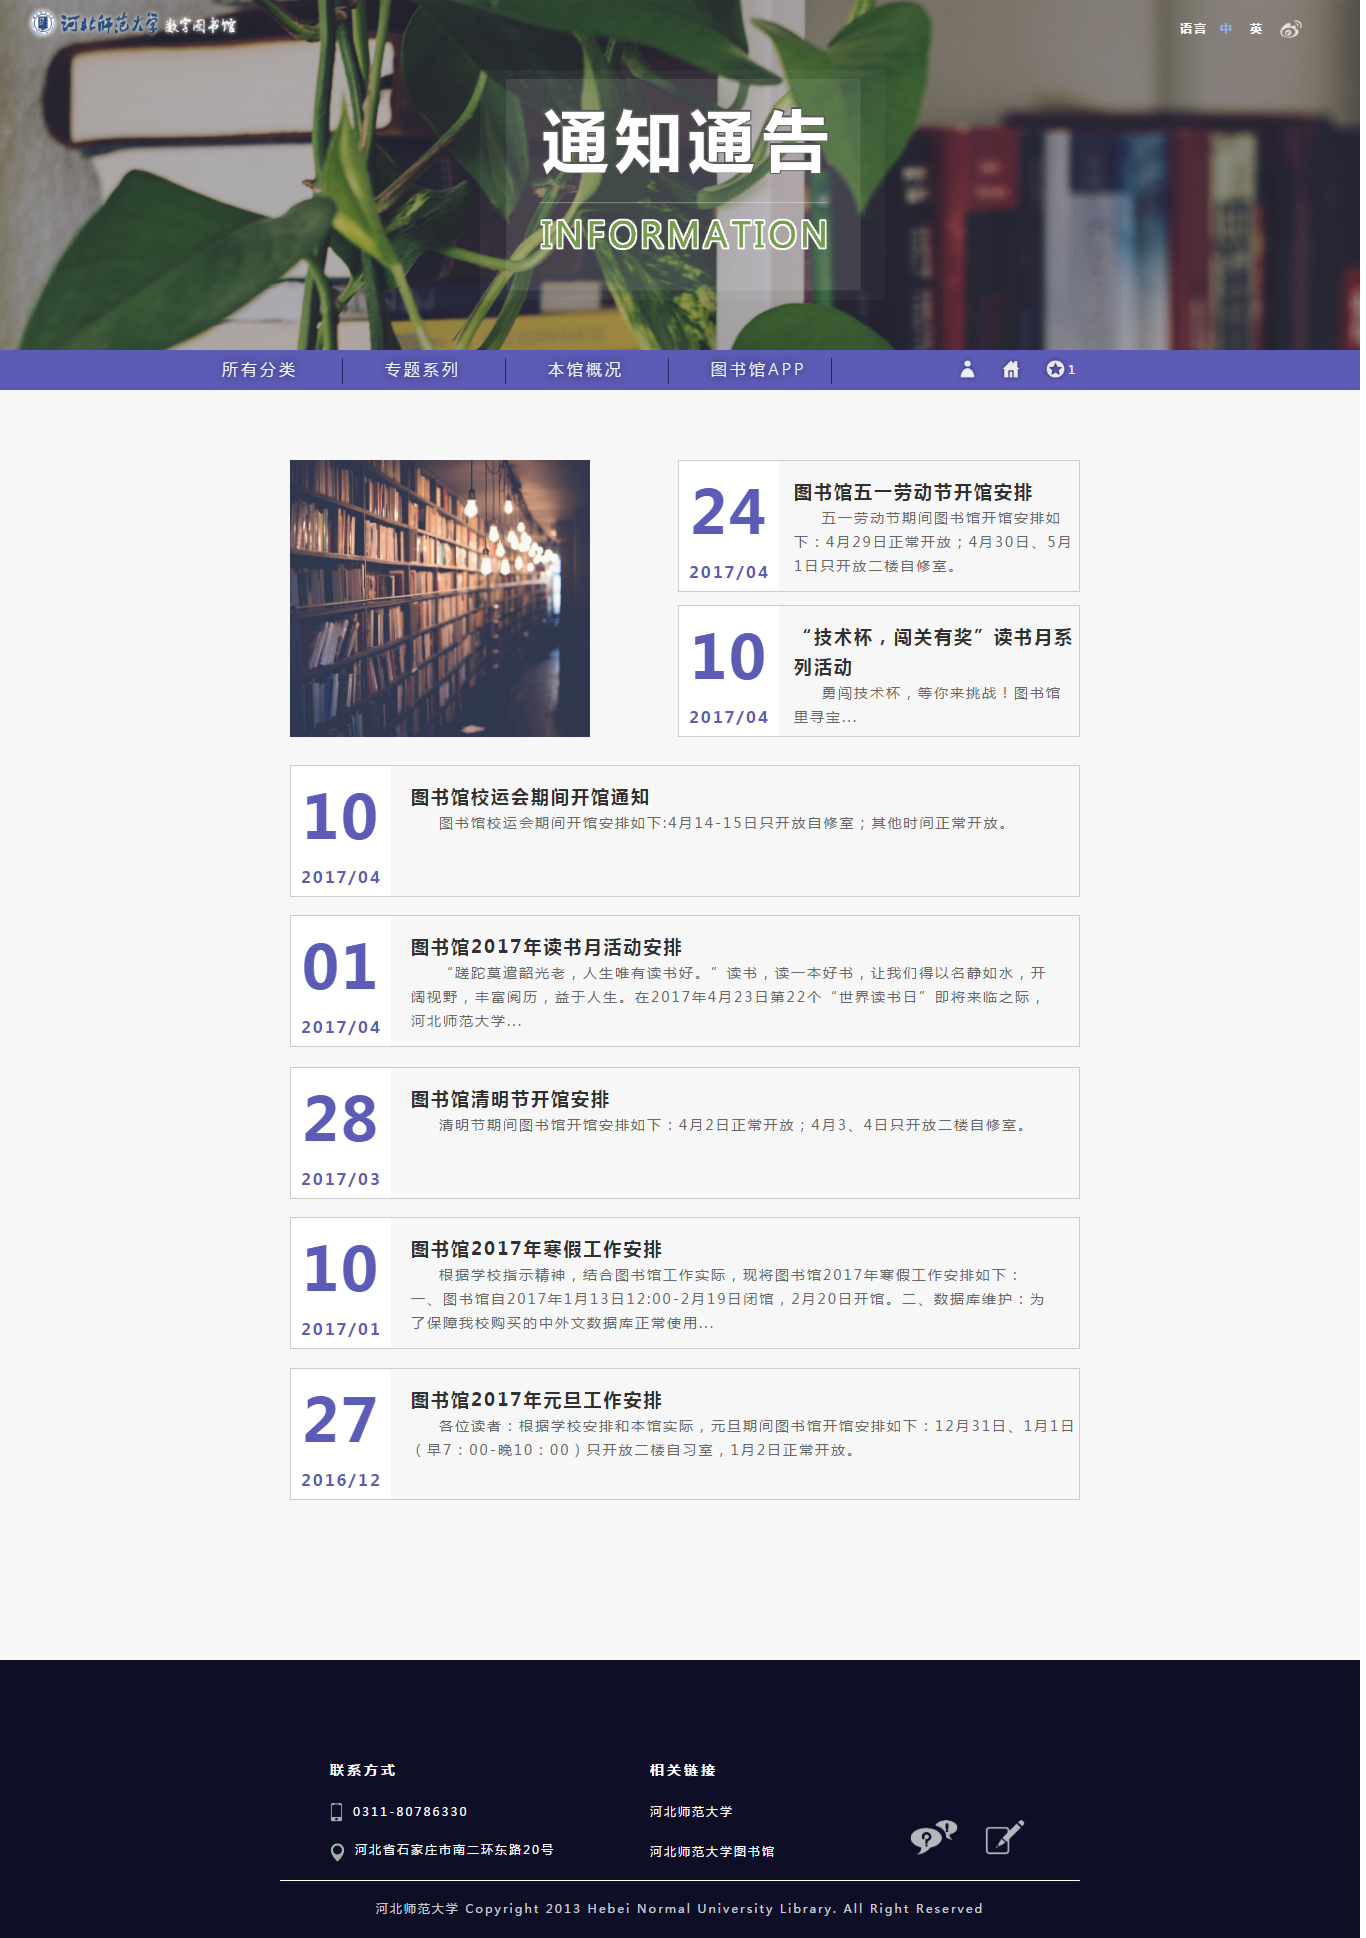 河北师范大学 数字图书馆
语言 中 英
通知通告
INFORMATION
所有分类 专题系列 本馆概况 图书馆APP 1
24
2017/04
图书馆五一劳动节开馆安排
五一劳动节期间图书馆开馆安排如
下：4月29日正常开放；4月30日、5月
1日只开放二楼自修室。
10
2017/04
“技术杯，闯关有奖”读书月系
列活动
勇闯技术杯，等你来挑战！图书馆
里寻宝...
10
2017/04
图书馆校运会期间开馆通知
图书馆校运会期间开馆安排如下:4月14-15日只开放自修室；其他时间正常开放。
01
2017/04
图书馆2017年读书月活动安排
“蹉跎莫遣韶光老，人生唯有读书好。”读书，读一本好书，让我们得以名静如水，开
阔视野，丰富阅历，益于人生。在2017年4月23日第22个“世界读书日”即将来临之际，
河北师范大学...
28
2017/03
图书馆清明节开馆安排
清明节期间图书馆开馆安排如下：4月2日正常开放；4月3、4日只开放二楼自修室。
10
2017/01
图书馆2017年寒假工作安排
根据学校指示精神，结合图书馆工作实际，现将图书馆2017年寒假工作安排如下：
一、图书馆自2017年1月13日12:00-2月19日闭馆，2月20日开馆。二、数据库维护：为
了保障我校购买的中外文数据库正常使用...
27
2016/12
图书馆2017年元旦工作安排
各位读者：根据学校安排和本馆实际，元旦期间图书馆开馆安排如下：12月31日、1月1日
（早7：00-晚10：00）只开放二楼自习室，1月2日正常开放。
联系方式
0311-80786330
河北省石家庄市南二环东路20号
相关链接
河北师范大学
河北师范大学图书馆
河北师范大学 Copyright 2013 Hebei Normal University Library. All Right Reserved